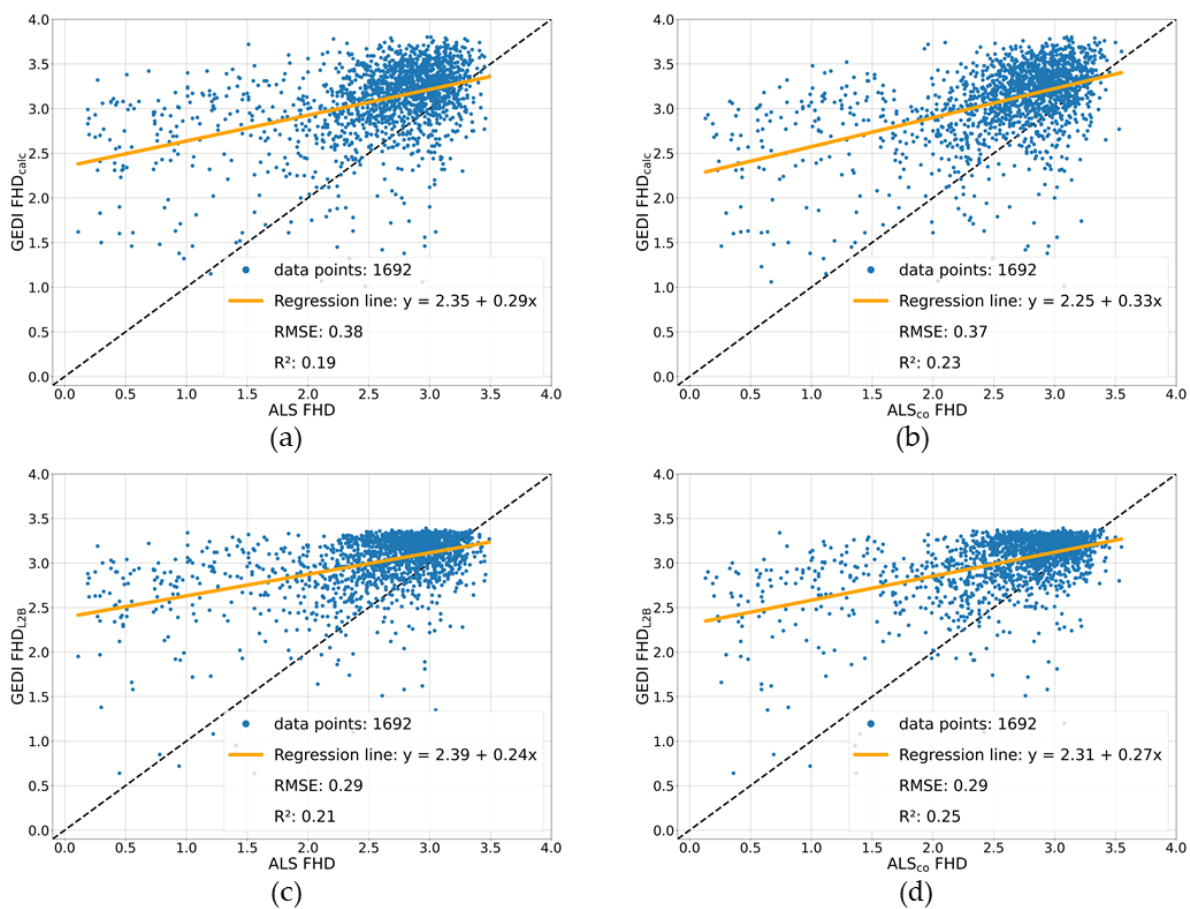 4.0
3.5
3.0
2.5
2.0
1.5
1.0
0.5
0.0
GEDI FHD_calc
data points: 1692
Regression line: y = 2.35 + 0.29x
RMSE: 0.38
R²: 0.19
0.0 0.5 1.0 1.5 2.0 2.5 3.0 3.5 4.0
ALS FHD
(a)
4.0
3.5
3.0
2.5
2.0
1.5
1.0
0.5
0.0
GEDI FHD_calc
data points: 1692
Regression line: y = 2.25 + 0.33x
RMSE: 0.37
R²: 0.23
0.0 0.5 1.0 1.5 2.0 2.5 3.0 3.5 4.0
ALS_co FHD
(b)
4.0
3.5
3.0
2.5
2.0
1.5
1.0
0.5
0.0
GEDI FHD_L2B
data points: 1692
Regression line: y = 2.39 + 0.24x
RMSE: 0.29
R²: 0.21
0.0 0.5 1.0 1.5 2.0 2.5 3.0 3.5 4.0
ALS FHD
(c)
4.0
3.5
3.0
2.5
2.0
1.5
1.0
0.5
0.0
GEDI FHD_L2B
data points: 1692
Regression line: y = 2.31 + 0.27x
RMSE: 0.29
R²: 0.25
0.0 0.5 1.0 1.5 2.0 2.5 3.0 3.5 4.0
ALS_co FHD
(d)